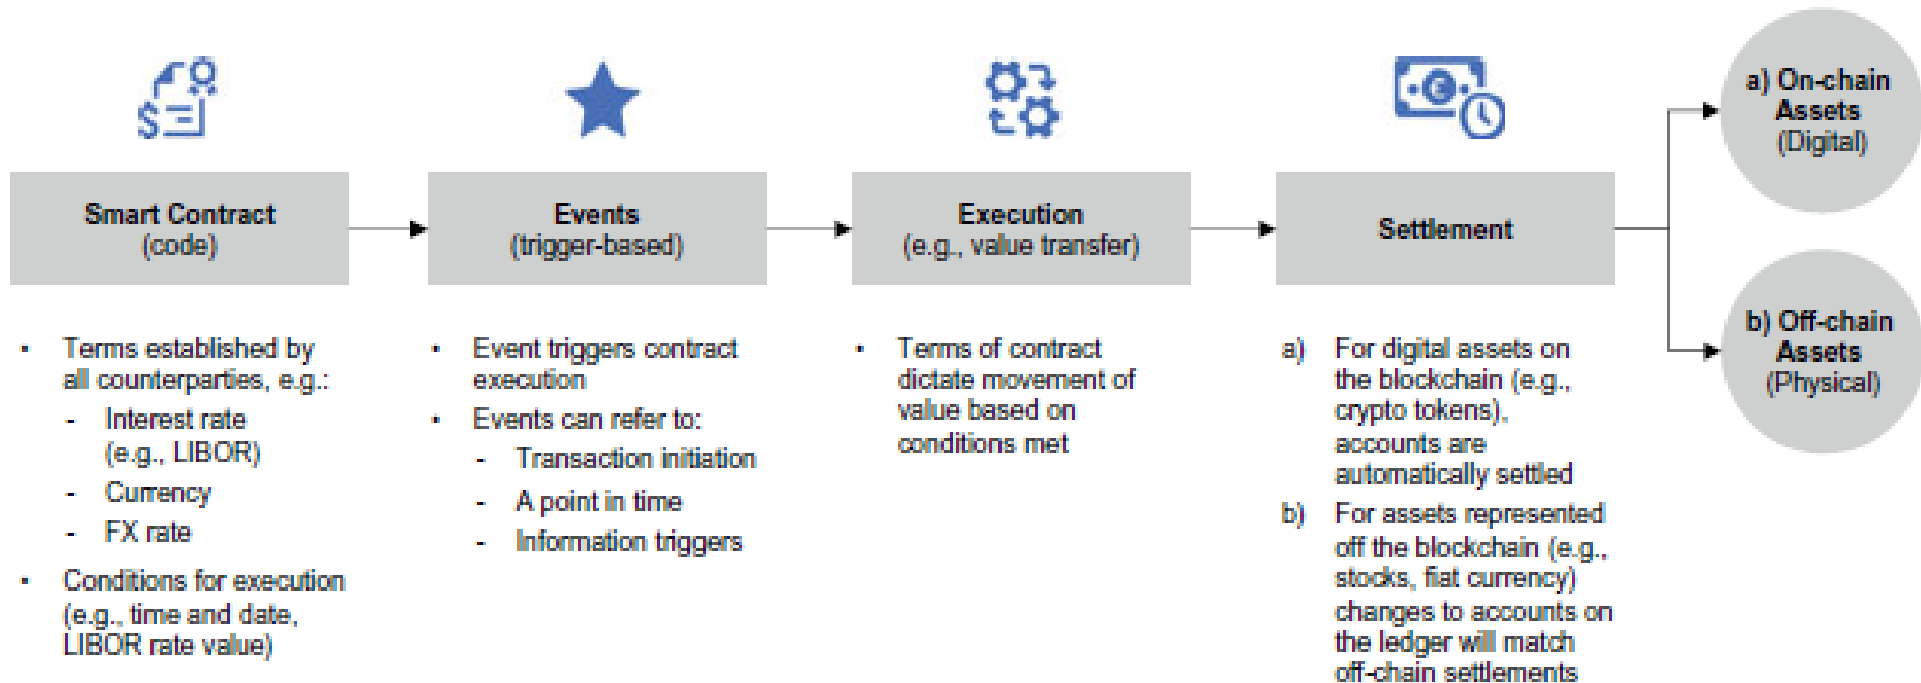 Smart Contract
(code)
• Terms established by
all counterparties, e.g.:
- Interest rate
(e.g., LIBOR)
- Currency
- FX rate
• Conditions for execution
(e.g., time and date,
LIBOR rate value)
Events
(trigger-based)
• Event triggers contract
execution
• Events can refer to:
- Transaction initiation
- A point in time
- Information triggers
Execution
(e.g., value transfer)
• Terms of contract
dictate movement of
value based on
conditions met
Settlement
a) For digital assets on
the blockchain (e.g.,
crypto tokens),
accounts are
automatically settled
b) For assets represented
off the blockchain (e.g.,
stocks, fiat currency)
changes to accounts on
the ledger will match
off-chain settlements
a) On-chain
Assets
(Digital)
b) Off-chain
Assets
(Physical)